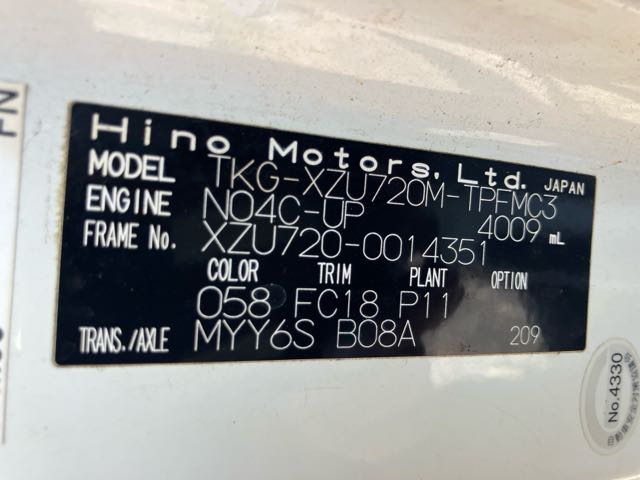 Hino Motors, Ltd. JAPAN
MODEL TKG-XZU720M-TPFMC3
ENGINE N04C-UP 4009 mL
FRAME No. XZU720-0014351
COLOR TRIM PLANT OPTION
058 FC18 P11
TRANS./AXLE MYY6S B08A 209
No.4330
FN